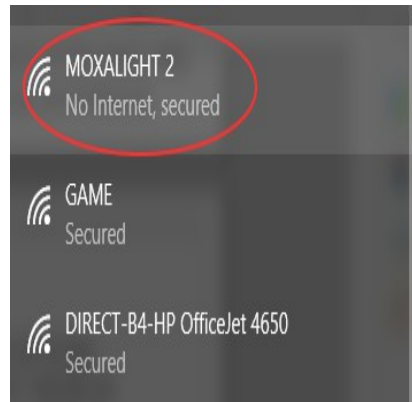 MOXALIGHT 2
No Internet, secured
GAME
Secured
DIRECT-B4-HP OfficeJet 4650
Secured